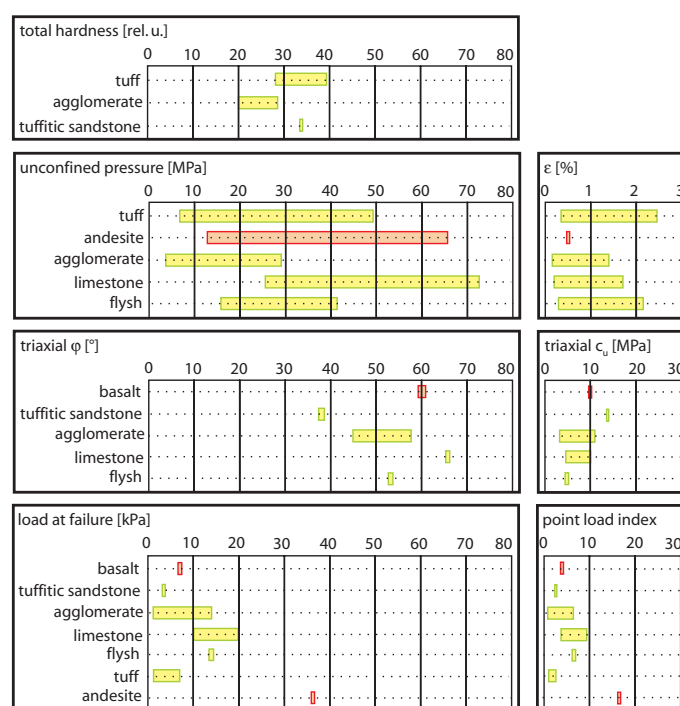 total hardness [rel. u.]
0 10 20 30 40 50 60 70 80
tuff
agglomerate
tuffitic sandstone
unconfined pressure [MPa]
0 10 20 30 40 50 60 70 80
tuff
andesite
agglomerate
limestone
flysh
ε [%]
0 1 2 3
triaxial φ [°]
0 10 20 30 40 50 60 70 80
basalt
tuffitic sandstone
agglomerate
limestone
flysh
triaxial cu [MPa]
0 10 20 30
load at failure [kPa]
0 10 20 30 40 50 60 70 80
basalt
tuffitic sandstone
agglomerate
limestone
flysh
tuff
andesite
point load index
0 10 20 30